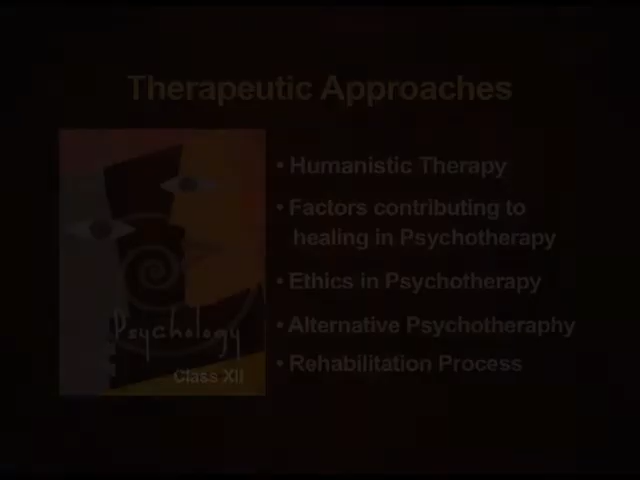 Therapeutic Approaches
• Humanistic Therapy
• Factors contributing to
healing in Psychotherapy
• Ethics in Psychotherapy
• Alternative Psychotheraphy
• Rehabilitation Process
Psychology
Class XII